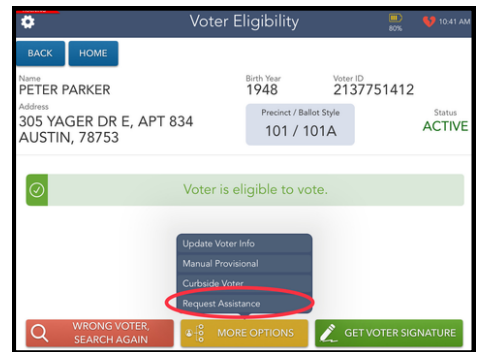 Voter Eligibility
80%
10:41 AM
BACK
HOME
Name
PETER PARKER
Birth Year
1948
Voter ID
2137751412
Address
305 YAGER DR E, APT 834
AUSTIN, 78753
Precinct / Ballot Style
101 / 101A
Status
ACTIVE
Voter is eligible to vote.
Update Voter Info
Manual Provisional
Curbside Voter
Request Assistance
WRONG VOTER,
SEARCH AGAIN
MORE OPTIONS
GET VOTER SIGNATURE